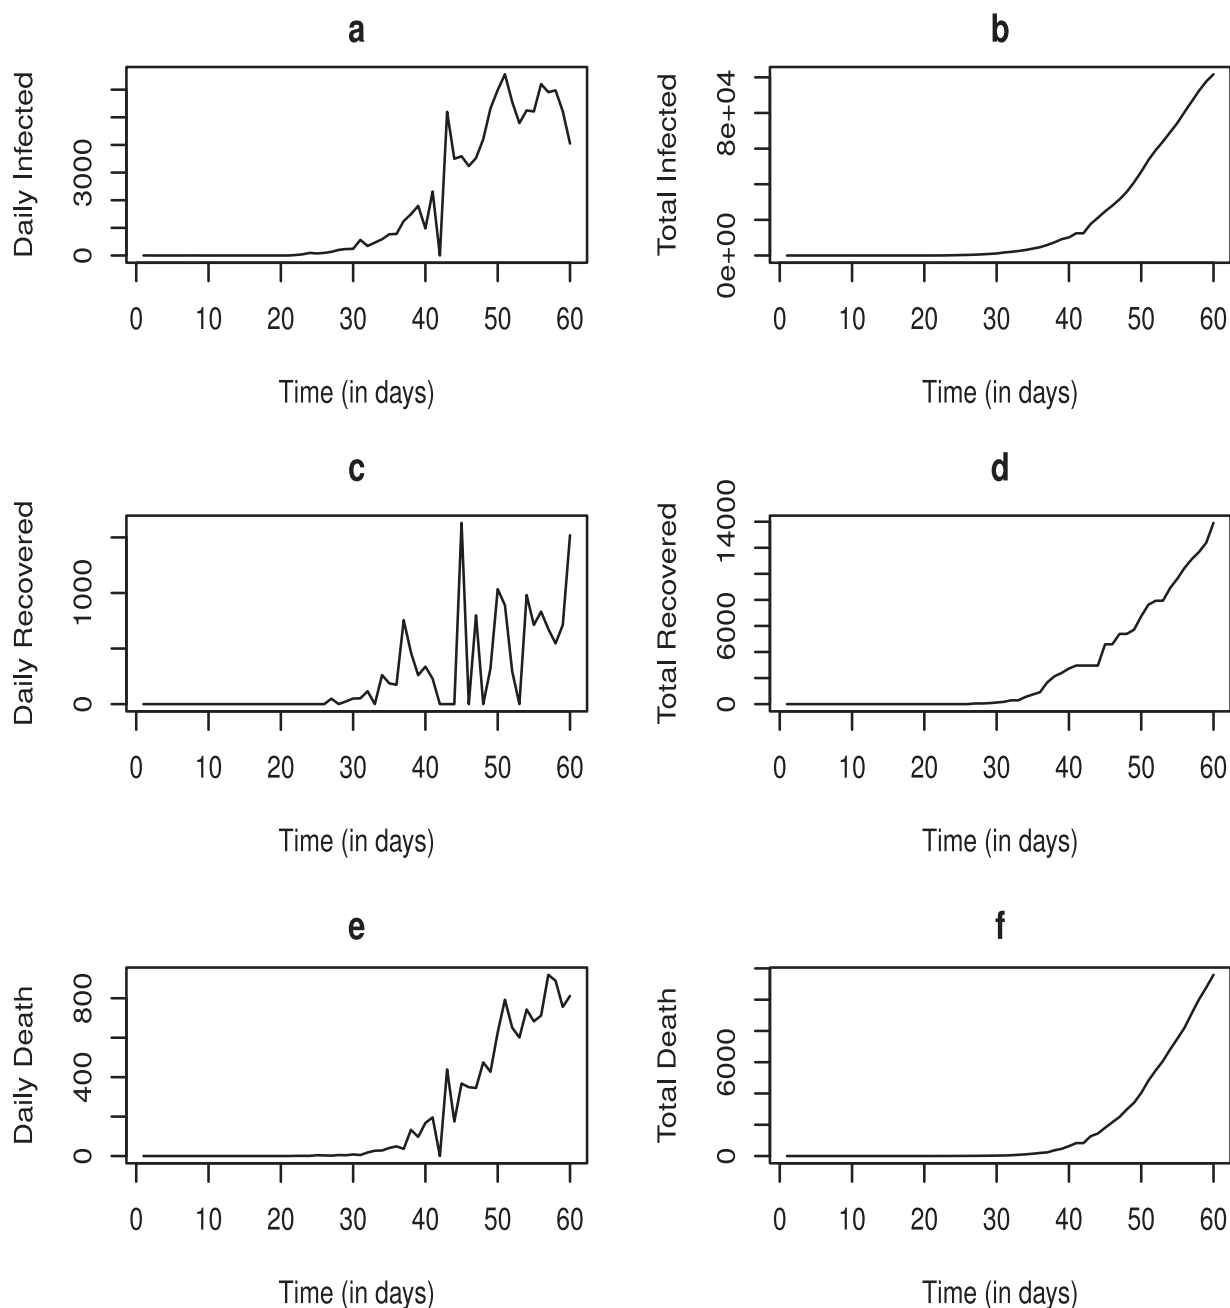 a
Daily Infected
3000
0
0 10 20 30 40 50 60
Time (in days)
b
Total Infected
8e+04
0e+00
0 10 20 30 40 50 60
Time (in days)
c
Daily Recovered
1000
0
0 10 20 30 40 50 60
Time (in days)
d
Total Recovered
14000
6000
0
0 10 20 30 40 50 60
Time (in days)
e
Daily Death
800
400
0
0 10 20 30 40 50 60
Time (in days)
f
Total Death
6000
0
0 10 20 30 40 50 60
Time (in days)